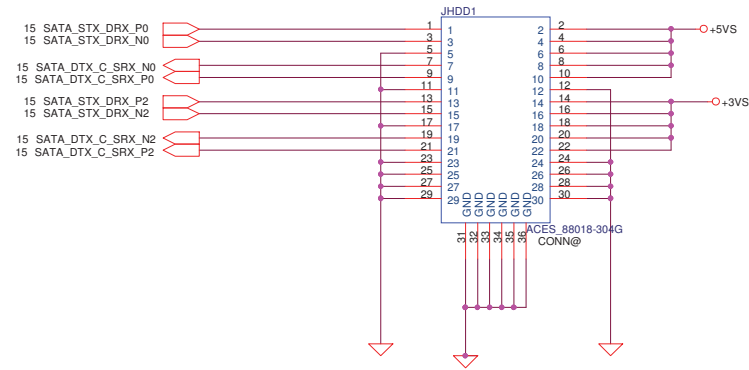 JHDD1
15 SATA_STX_DRX_P0 1 1 2 2 +5VS
15 SATA_STX_DRX_N0 3 3 4 4
5 5 6 6
15 SATA_DTX_C_SRX_N0 7 7 8 8
15 SATA_DTX_C_SRX_P0 9 9 10 10
11 11 12 12
15 SATA_STX_DRX_P2 13 13 14 14 +3VS
15 SATA_STX_DRX_N2 15 15 16 16
17 17 18 18
15 SATA_DTX_C_SRX_N2 19 19 20 20
15 SATA_DTX_C_SRX_P2 21 21 22 22
23 23 24 24
25 25 26 26
27 27 28 28
29 29 30 30
GND GND GND GND GND GND
31 32 33 34 35 36
ACES_88018-304G
CONN@